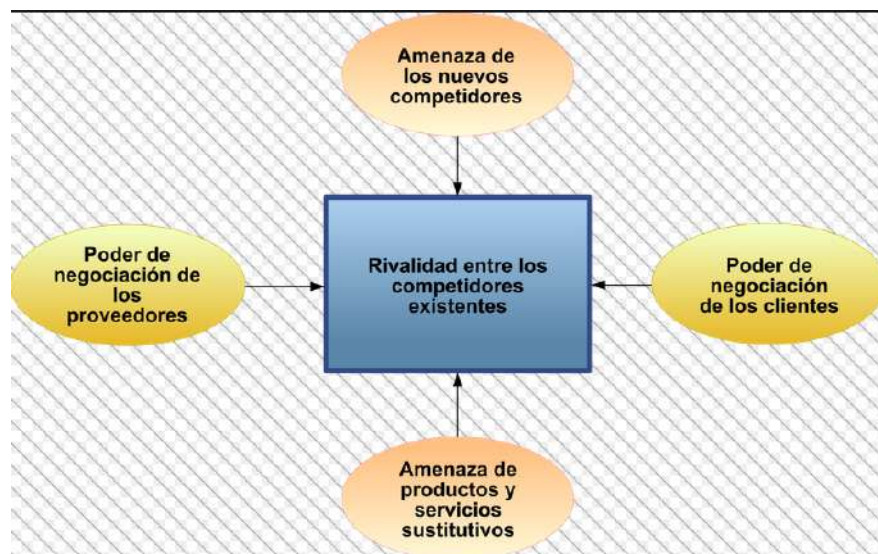 Amenaza de
los nuevos
competidores
Poder de
negociación de
los
proveedores
Rivalidad entre los
competidores
existentes
Poder de
negociación
de los clientes
Amenaza de
productos y
servicios
sustitutivos